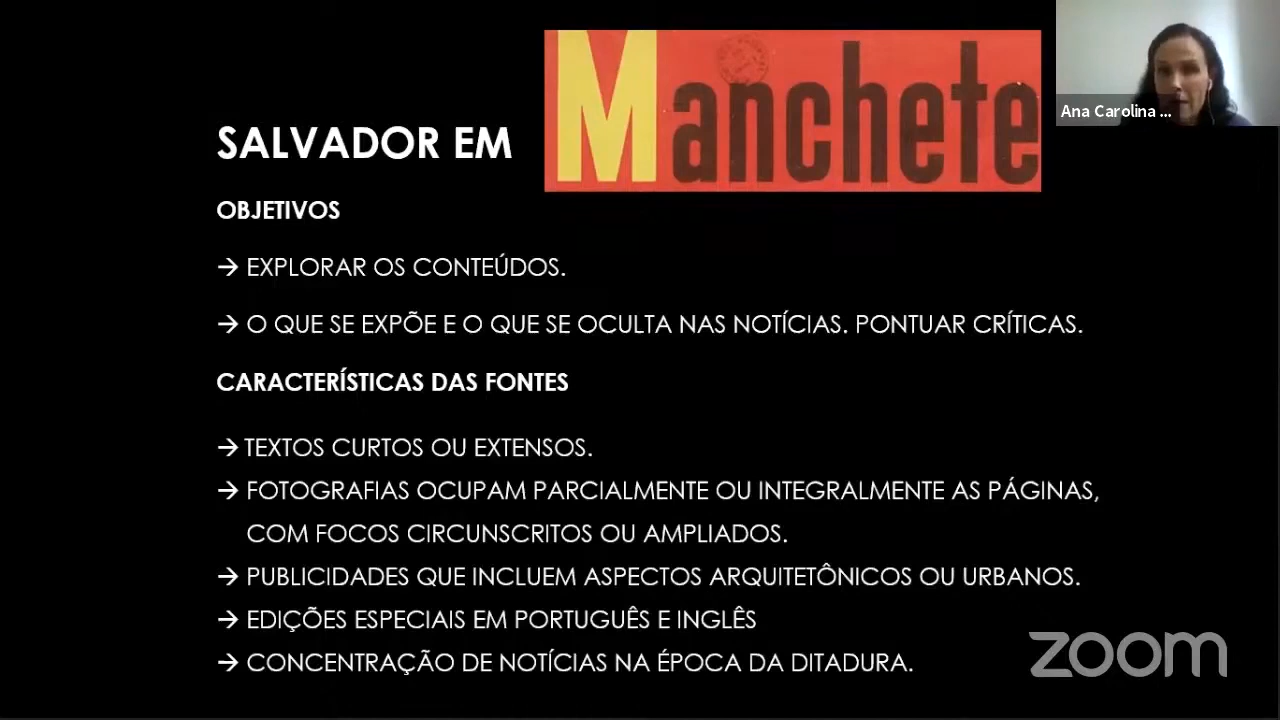 SALVADOR EM
Manchete
Ana Carolina ...
OBJETIVOS
→ EXPLORAR OS CONTEÚDOS.
→ O QUE SE EXPÕE E O QUE SE OCULTA NAS NOTÍCIAS. PONTUAR CRÍTICAS.
CARACTERÍSTICAS DAS FONTES
→ TEXTOS CURTOS OU EXTENSOS.
→ FOTOGRAFIAS OCUPAM PARCIALMENTE OU INTEGRALMENTE AS PÁGINAS,
COM FOCOS CIRCUNSCRITOS OU AMPLIADOS.
→ PUBLICIDADES QUE INCLUEM ASPECTOS ARQUITETÔNICOS OU URBANOS.
→ EDIÇÕES ESPECIAIS EM PORTUGUÊS E INGLÊS
→ CONCENTRAÇÃO DE NOTÍCIAS NA ÉPOCA DA DITADURA.
zoom